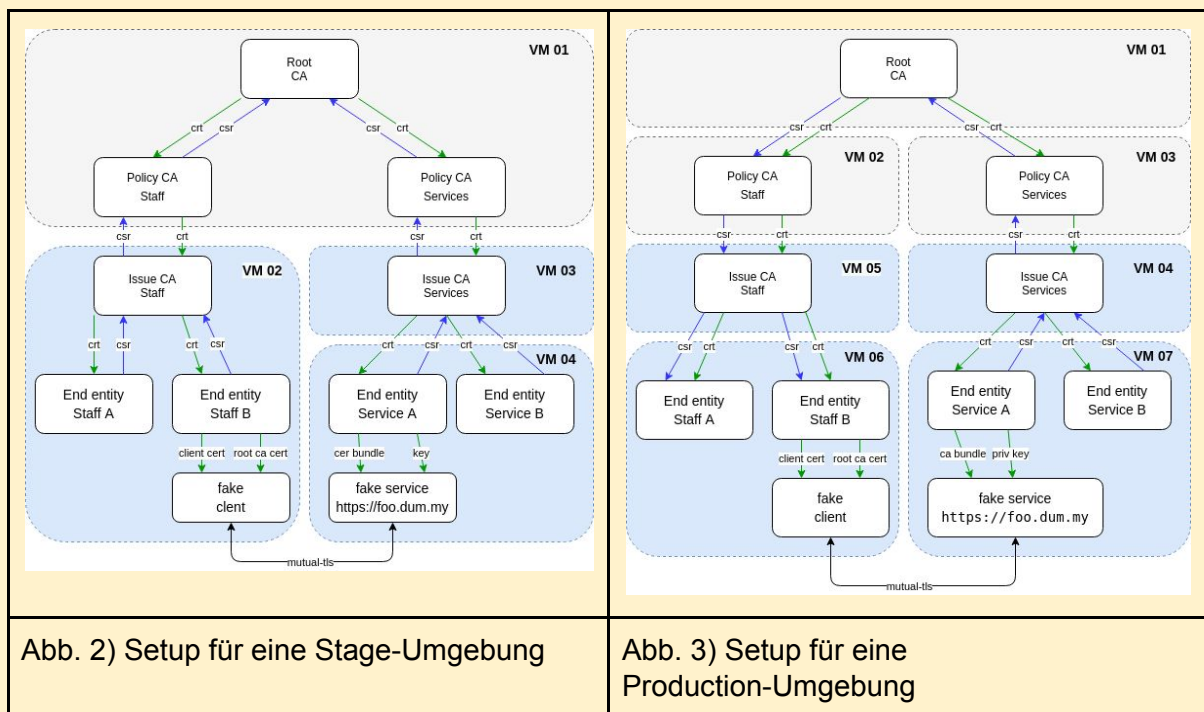 VM 01
Root
CA
crt
csr
csr
crt
Policy CA
Staff
Policy CA
Services
csr
crt
csr
crt
VM 02
Issue CA
Staff
VM 03
Issue CA
Services
crt
csr
crt
csr
crt
csr
crt
csr
VM 04
End entity
Staff A
End entity
Staff B
End entity
Service A
End entity
Service B
client cert
root ca cert
cer bundle
key
fake
clent
fake service
https://foo.dum.my
mutual-tls
Abb. 2) Setup für eine Stage-Umgebung
VM 01
Root
CA
csr
crt
csr
crt
VM 02
Policy CA
Staff
VM 03
Policy CA
Services
csr
crt
csr
crt
VM 05
Issue CA
Staff
VM 04
Issue CA
Services
csr
crt
csr
crt
crt
csr
crt
csr
VM 06
VM 07
End entity
Staff A
End entity
Staff B
End entity
Service A
End entity
Service B
client cert
root ca cert
ca bundle
priv key
fake
client
fake service
https://foo.dum.my
mutual-tls
Abb. 3) Setup für eine
Production-Umgebung